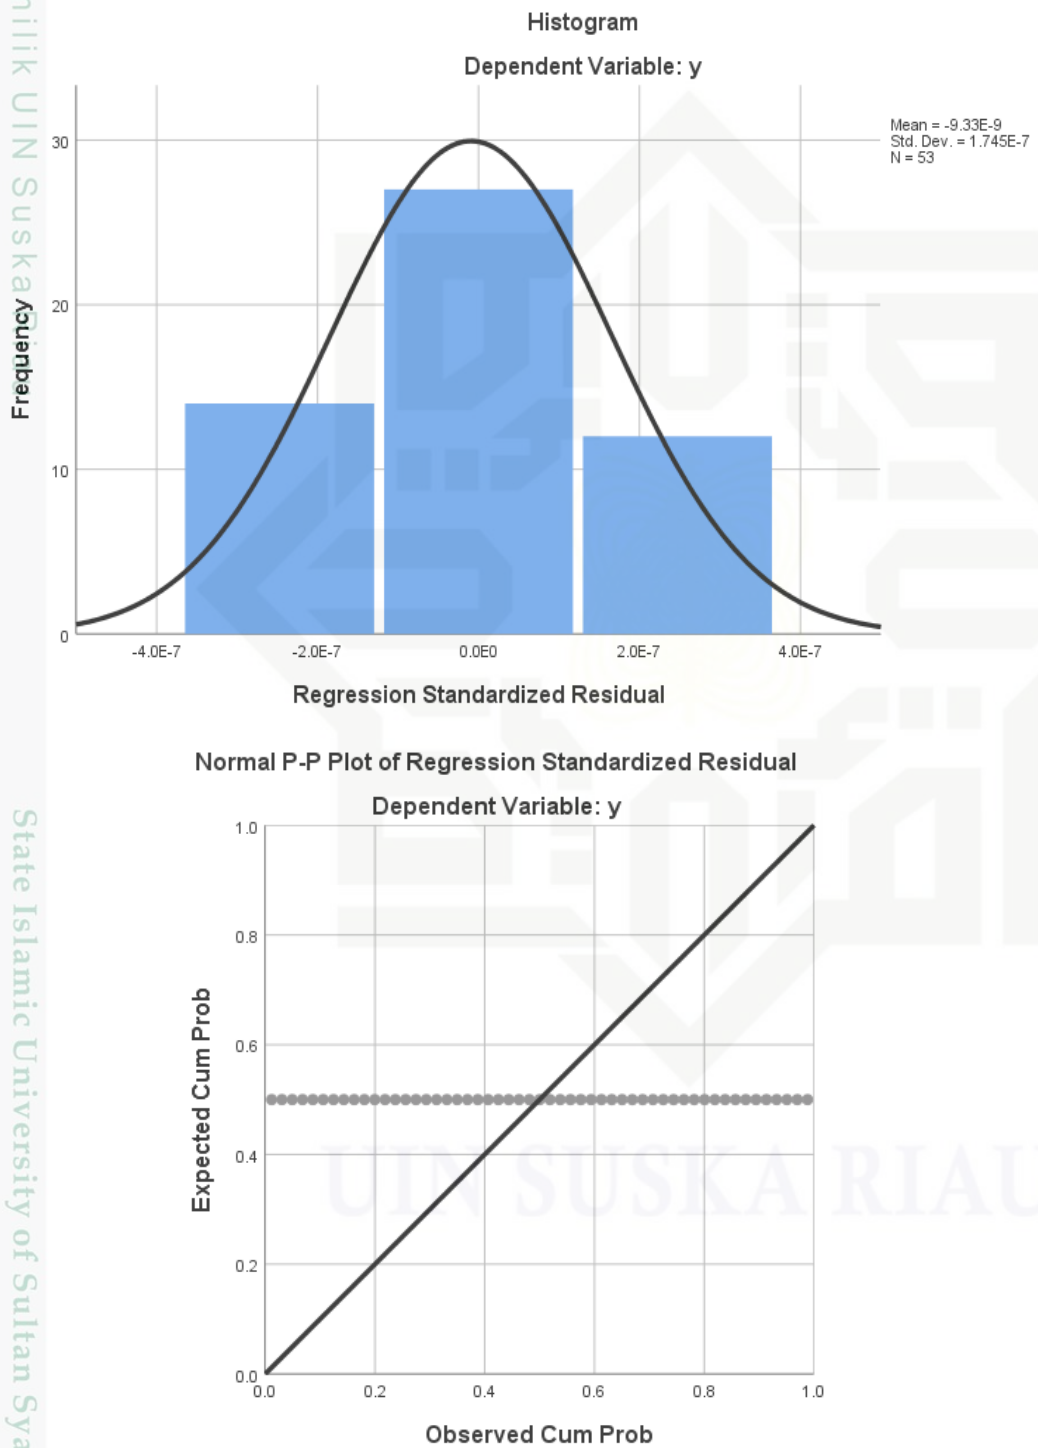 Histogram
Dependent Variable: y
Mean = -9.33E-9
Std. Dev. = 1.745E-7
N = 53
Frequency
30
20
10
0
-4.0E-7
-2.0E-7
0.0E0
2.0E-7
4.0E-7
Regression Standardized Residual
Normal P-P Plot of Regression Standardized Residual
Dependent Variable: y
Expected Cum Prob
1.0
0.8
0.6
0.4
0.2
0.0
0.0
0.2
0.4
0.6
0.8
1.0
Observed Cum Prob
UIN SUSKA RIAU
milik UIN Suska
State Islamic University of Sultan